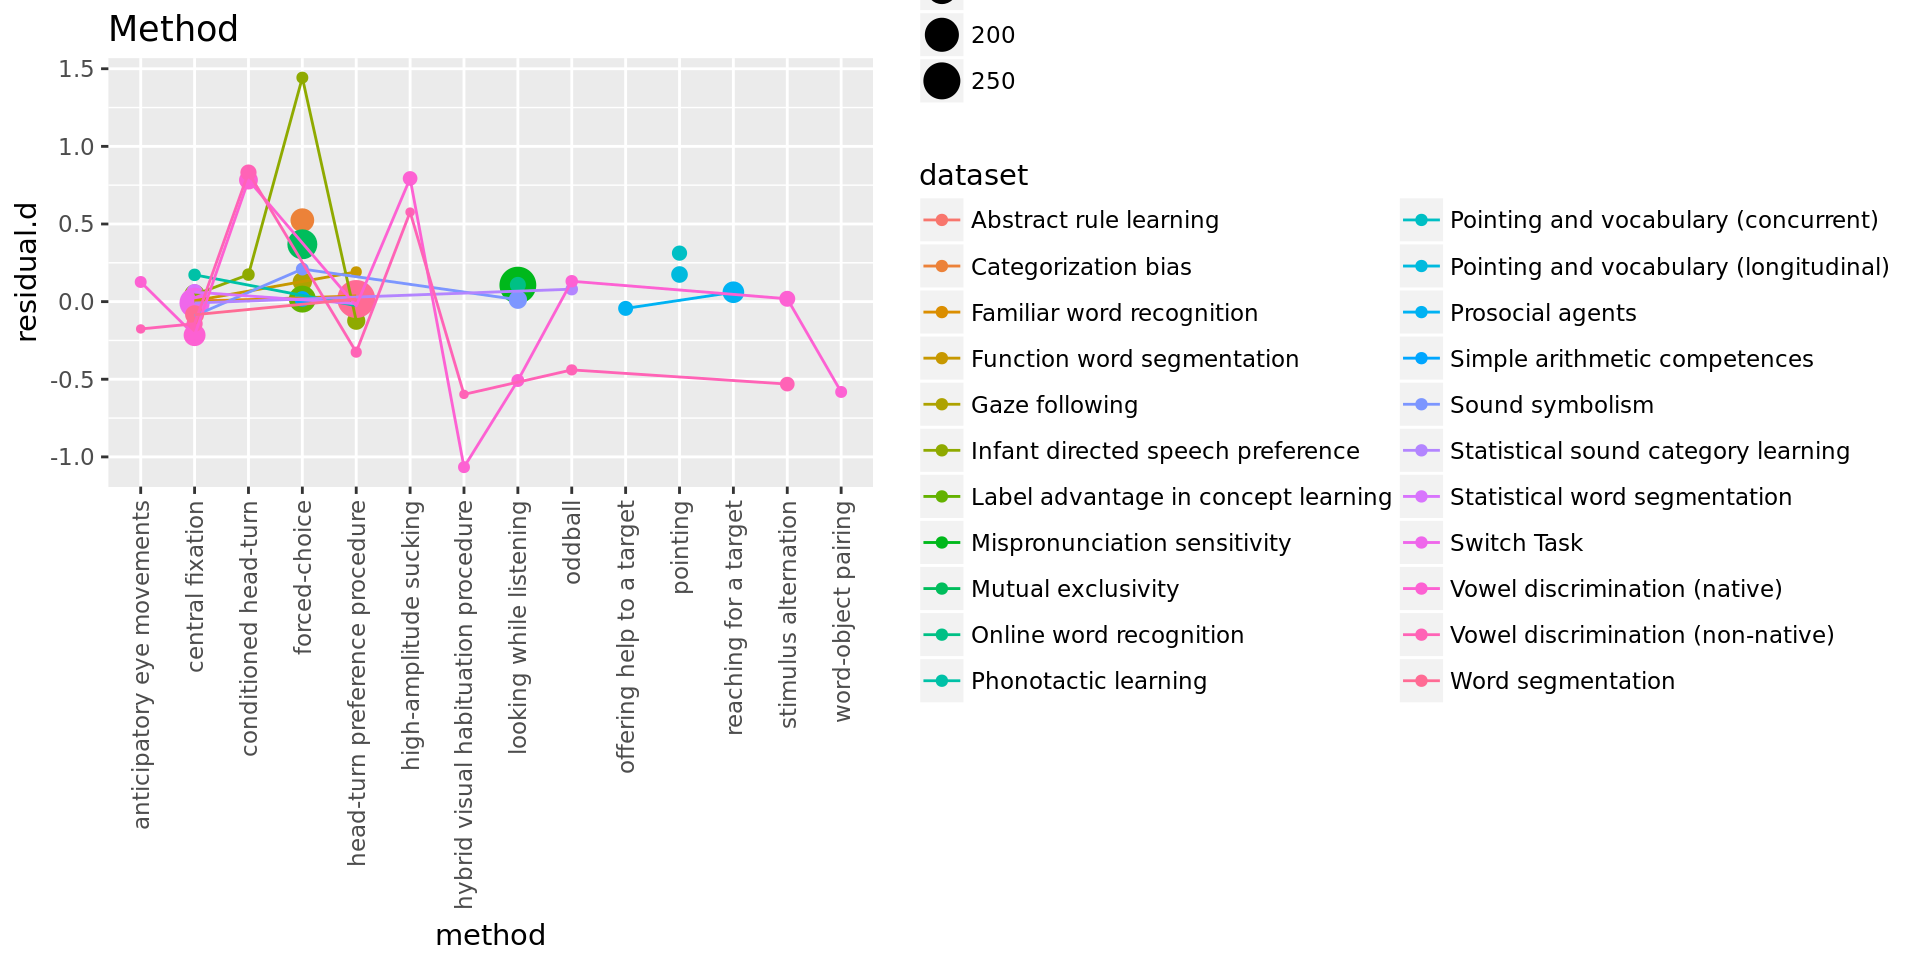 Method
1.5
1.0
0.5
0.0
-0.5
-1.0
residual.d
anticipatory eye movements
central fixation
conditioned head-turn
forced-choice
head-turn preference procedure
high-amplitude sucking
hybrid visual habituation procedure
looking while listening
oddball
offering help to a target
pointing
reaching for a target
stimulus alternation
word-object pairing
method
200
250
dataset
Abstract rule learning
Categorization bias
Familiar word recognition
Function word segmentation
Gaze following
Infant directed speech preference
Label advantage in concept learning
Mispronunciation sensitivity
Mutual exclusivity
Online word recognition
Phonotactic learning
Pointing and vocabulary (concurrent)
Pointing and vocabulary (longitudinal)
Prosocial agents
Simple arithmetic competences
Sound symbolism
Statistical sound category learning
Statistical word segmentation
Switch Task
Vowel discrimination (native)
Vowel discrimination (non-native)
Word segmentation